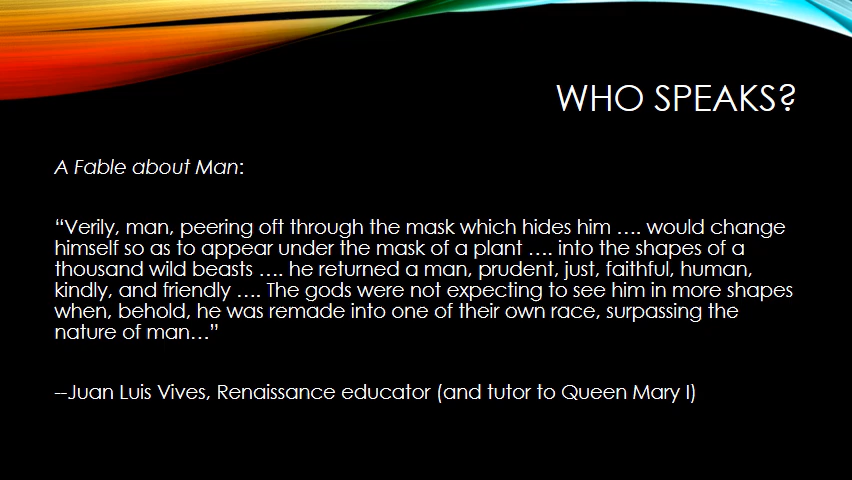 WHO SPEAKS?
A Fable about Man:
“Verily, man, peering oft through the mask which hides him …. would change
himself so as to appear under the mask of a plant …. into the shapes of a
thousand wild beasts …. he returned a man, prudent, just, faithful, human,
kindly, and friendly …. The gods were not expecting to see him in more shapes
when, behold, he was remade into one of their own race, surpassing the
nature of man…”
--Juan Luis Vives, Renaissance educator (and tutor to Queen Mary I)